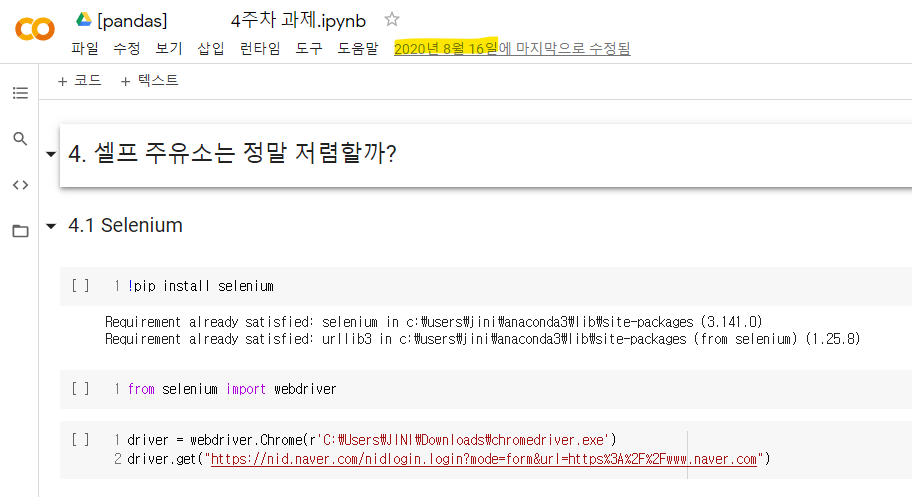 [pandas] 4주차 과제.ipynb
파일 수정 보기 삽입 런타임 도구 도움말 2020년 8월 16일에 마지막으로 수정됨
+ 코드 + 텍스트
4. 셀프 주유소는 정말 저렴할까?
4.1 Selenium
[ ] 1 !pip install selenium
Requirement already satisfied: selenium in c:₩users₩jini₩anaconda3₩lib₩site-packages (3.141.0)
Requirement already satisfied: urllib3 in c:₩users₩jini₩anaconda3₩lib₩site-packages (from selenium) (1.25.8)
[ ] 1 from selenium import webdriver
[ ] 1 driver = webdriver.Chrome(r'C:₩Users₩JINI₩Downloads₩chromedriver.exe')
2 driver.get("https://nid.naver.com/nidlogin.login?mode=form&url=https%3A%2F%2Fwww.naver.com")